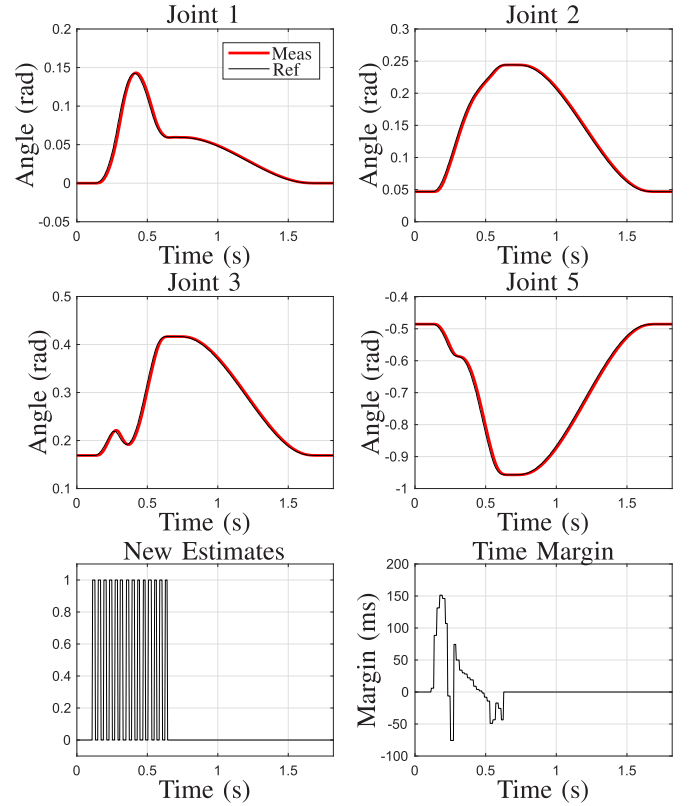 Joint 1
Joint 2
0.2
0.15
0.1
0.05
0
-0.05
Angle (rad)
Meas
Ref
0 0.5 1 1.5
Time (s)
0.3
0.25
0.2
0.15
0.1
0.05
0
Angle (rad)
0 0.5 1 1.5
Time (s)
Joint 3
Joint 5
0.5
0.4
0.3
0.2
0.1
Angle (rad)
0 0.5 1 1.5
Time (s)
-0.4
-0.5
-0.6
-0.7
-0.8
-0.9
-1
Angle (rad)
0 0.5 1 1.5
Time (s)
New Estimates
Time Margin
1
0.8
0.6
0.4
0.2
0
0 0.5 1 1.5
Time (s)
200
150
100
50
0
-50
-100
Margin (ms)
0 0.5 1 1.5
Time (s)